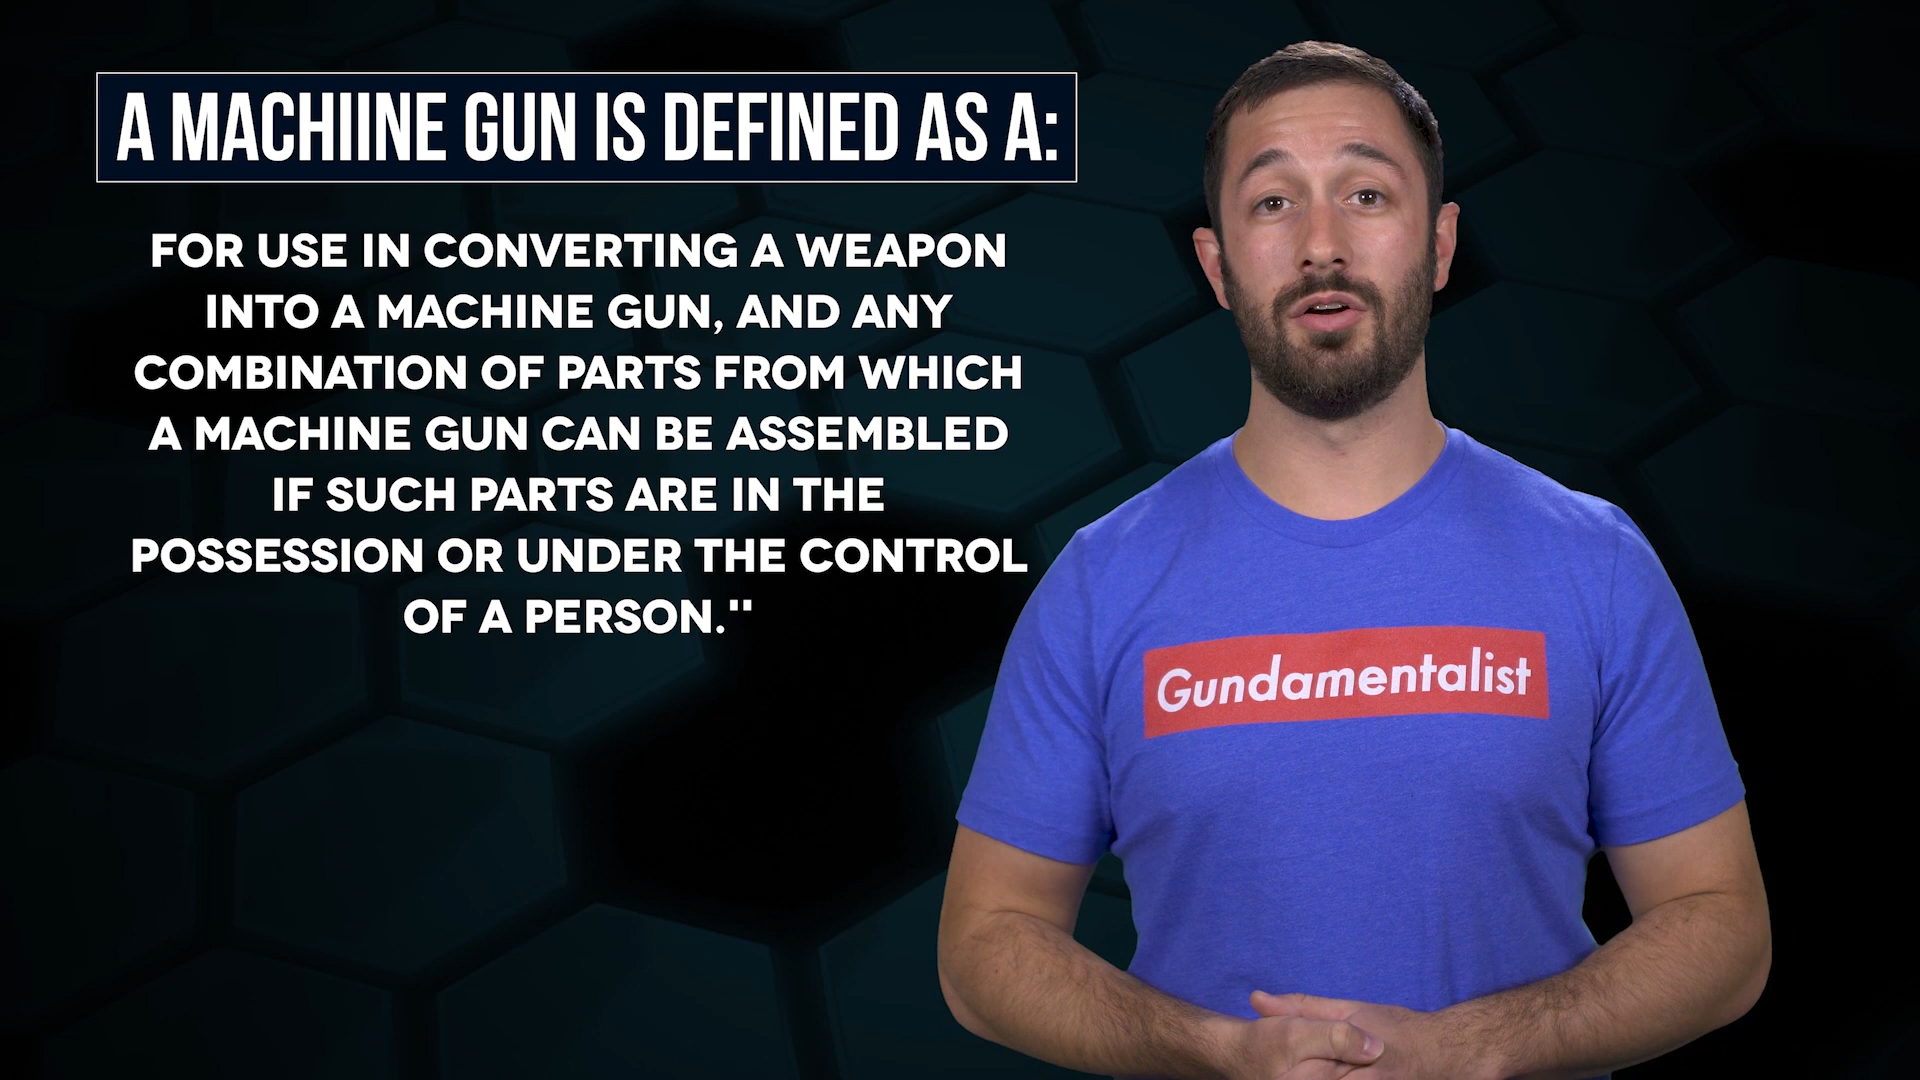 A MACHIINE GUN IS DEFINED AS A:
FOR USE IN CONVERTING A WEAPON
INTO A MACHINE GUN, AND ANY
COMBINATION OF PARTS FROM WHICH
A MACHINE GUN CAN BE ASSEMBLED
IF SUCH PARTS ARE IN THE
POSSESSION OR UNDER THE CONTROL
OF A PERSON."
Gundamentalist